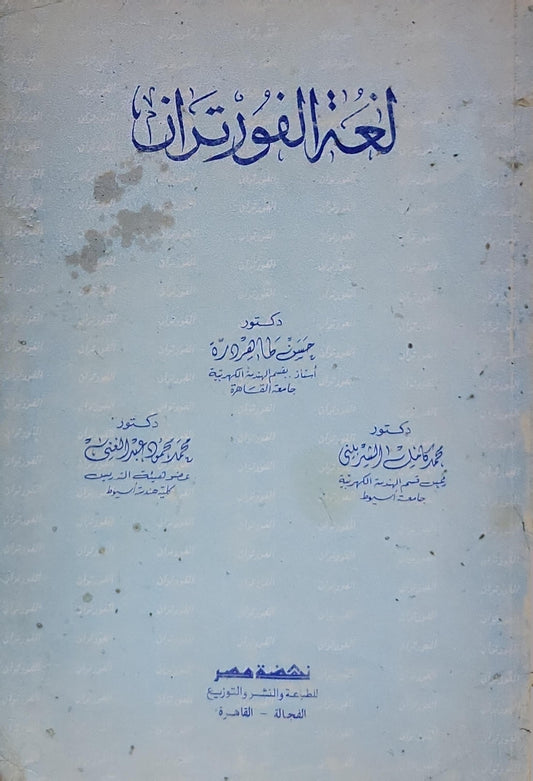 لغة الفورتران
دكتور
حسن طاهر درة
أستاذ بقسم الهندسة الكهربية
جامعة القاهرة
دكتور
محمد كامل الشربيني
رئيس قسم الهندسة الكهربية
جامعة أسيوط
دكتور
محمد محمود عبد الغني
عضو هيئة التدريس
كلية هندسة أسيوط
نهضة مصر
للطباعة والنشر والتوزيع
الفجالة - القاهرة